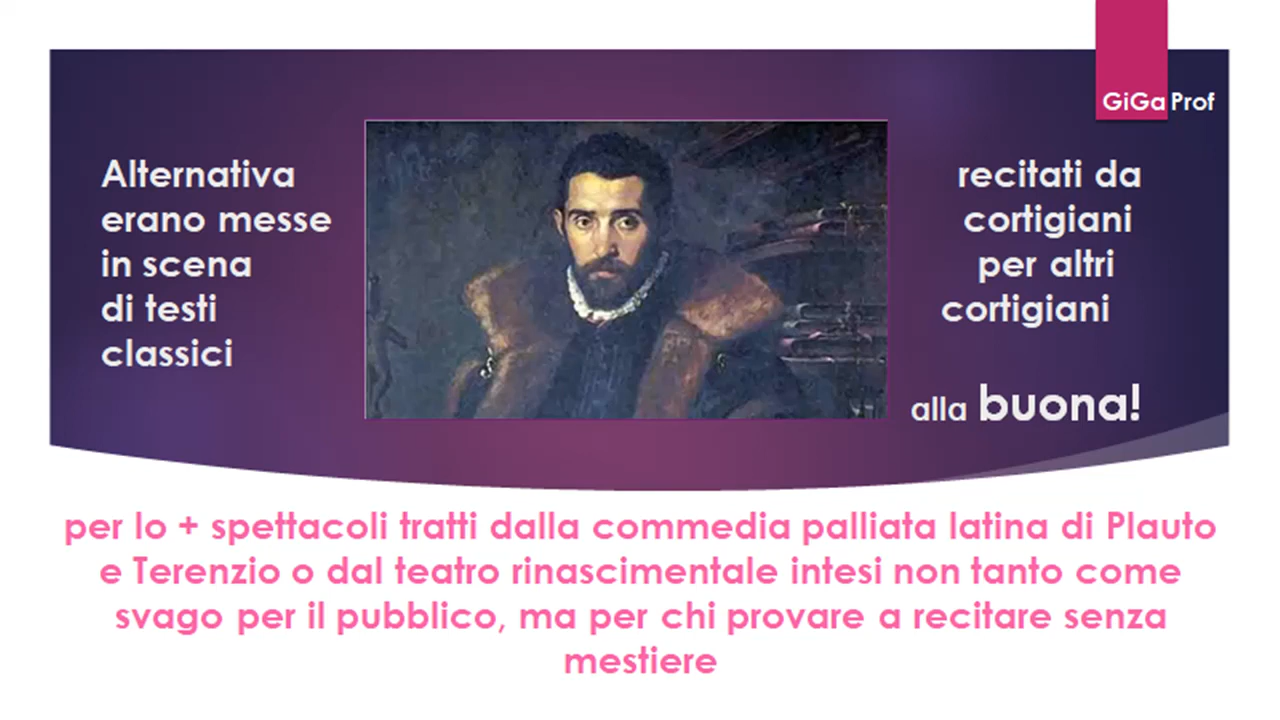 GiGa Prof
Alternativa
erano messe
in scena
di testi
classici
recitati da
cortigiani
per altri
cortigiani
alla buona!
per lo + spettacoli tratti dalla commedia palliata latina di Plauto
e Terenzio o dal teatro rinascimentale intesi non tanto come
svago per il pubblico, ma per chi provare a recitare senza
mestiere